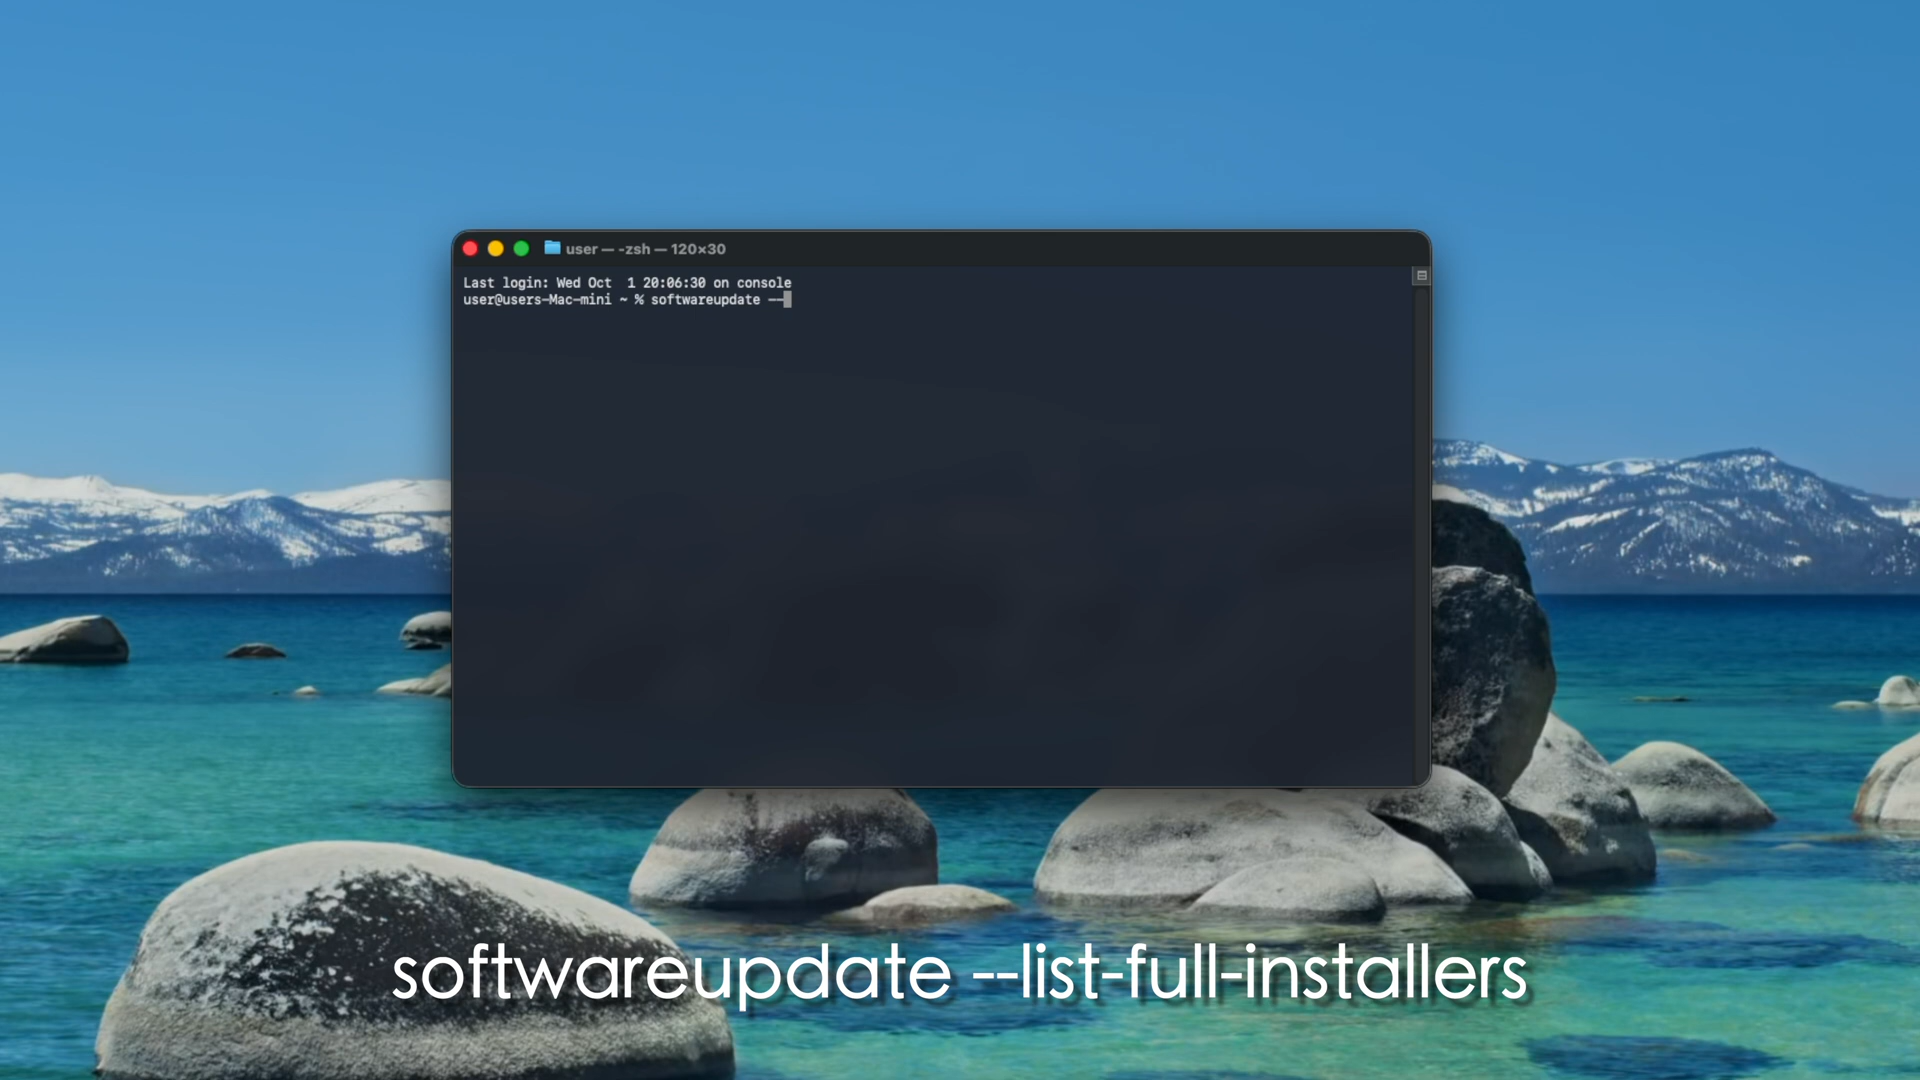 user — -zsh — 120×30
Last login: Wed Oct  1 20:06:30 on console
user@users-Mac-mini ~ % softwareupdate --
softwareupdate --list-full-installers